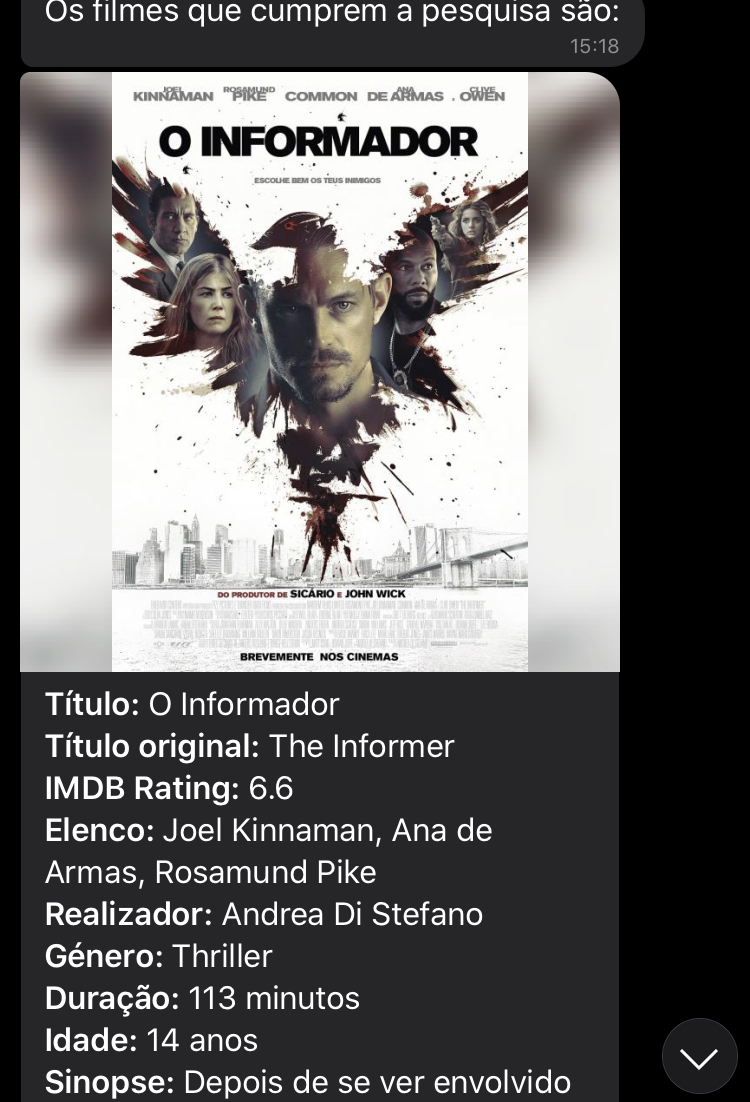 Os filmes que cumprem a pesquisa são:
15:18
JOEL KINNAMAN ROSAMUND PIKE COMMON ANA DE ARMAS CLIVE OWEN
O INFORMADOR
ESCOLHE BEM OS TEUS INIMIGOS
DO PRODUTOR DE SICÁRIO E JOHN WICK
BREVEMENTE NOS CINEMAS
Título: O Informador
Título original: The Informer
IMDB Rating: 6.6
Elenco: Joel Kinnaman, Ana de
Armas, Rosamund Pike
Realizador: Andrea Di Stefano
Género: Thriller
Duração: 113 minutos
Idade: 14 anos
Sinopse: Depois de se ver envolvido